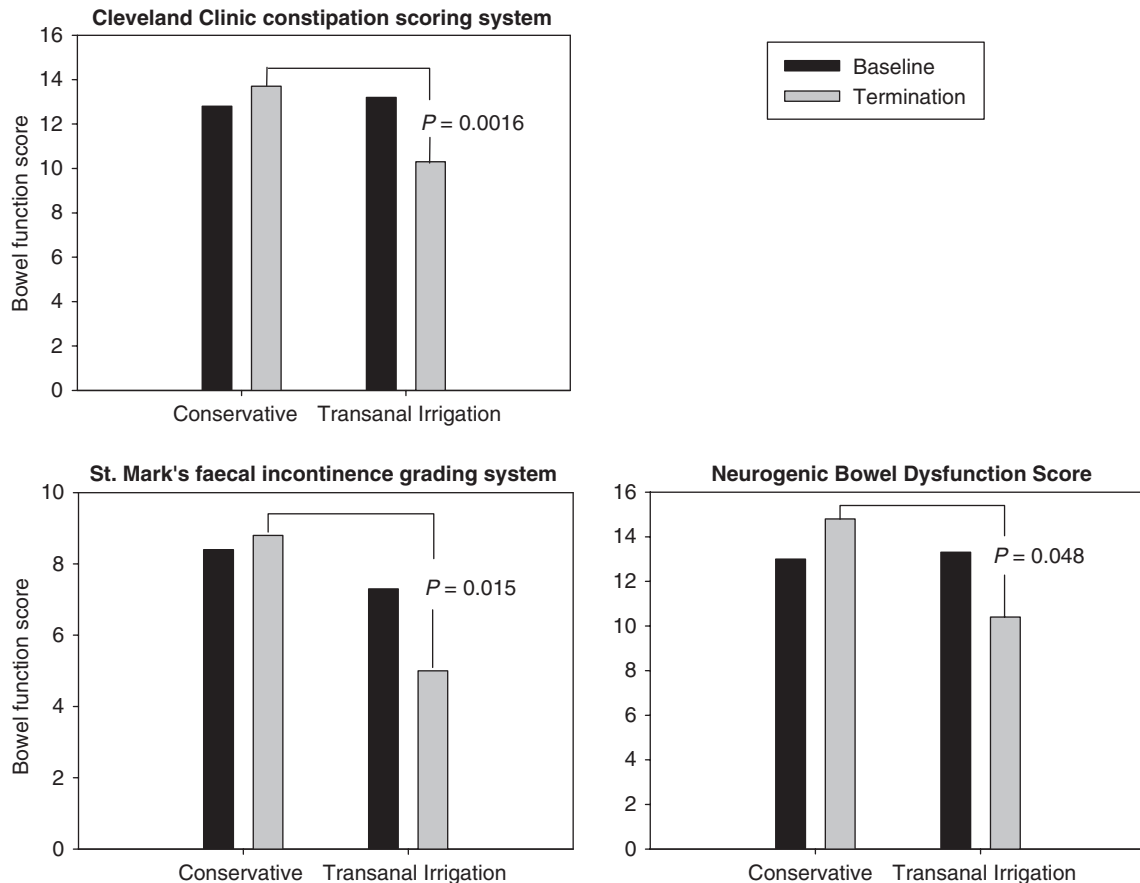 Cleveland Clinic constipation scoring system
Bowel function score
16
14
12
10
8
6
4
2
0
P = 0.0016
Conservative
Transanal Irrigation
Baseline
Termination
St. Mark's faecal incontinence grading system
Bowel function score
10
8
6
4
2
0
P = 0.015
Conservative
Transanal Irrigation
Neurogenic Bowel Dysfunction Score
16
14
12
10
8
6
4
2
0
P = 0.048
Conservative
Transanal Irrigation